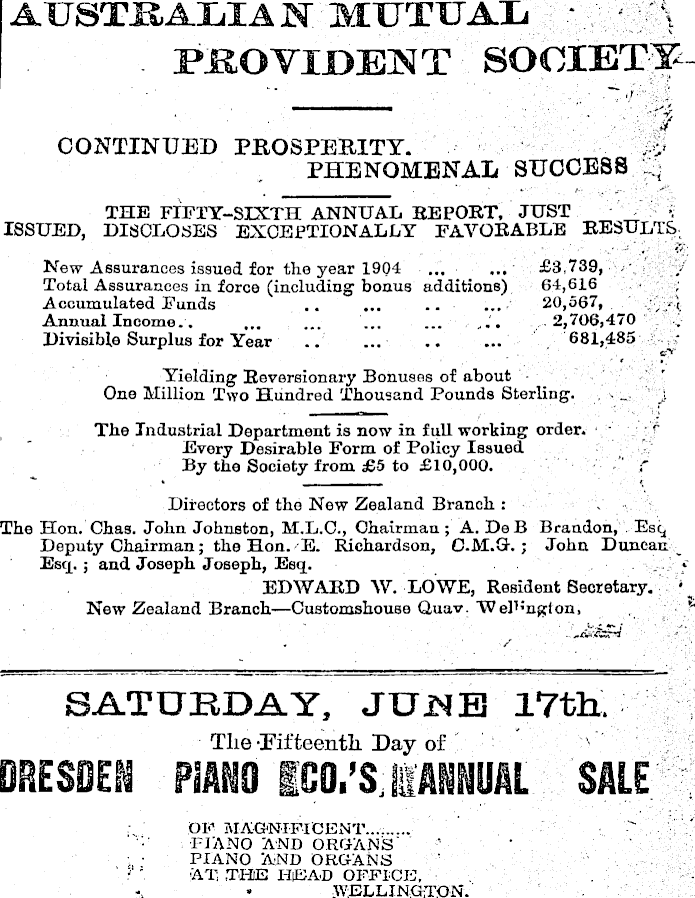 AUSTRALIAN MUTUAL
PROVIDENT SOCIETY
CONTINUED PROSPERITY.
PHENOMENAL SUCCESS
THE FIFTY-SIXTH ANNUAL REPORT, JUST
ISSUED, DISCLOSES EXCEPTIONALLY FAVORABLE RESULTS
New Assurances issued for the year 1904 ... ... £3,739,
Total Assurances in force (including bonus additions) 64,616
Accumulated Funds .. ... .. ... 20,567,
Annual Income.. ... ... ... ... .. 2,706,470
Divisible Surplus for Year .. ... .. ... 681,485
Yielding Reversionary Bonuses of about
One Million Two Hundred Thousand Pounds Sterling.
The Industrial Department is now in full working order.
Every Desirable Form of Policy Issued
By the Society from £5 to £10,000.
Directors of the New Zealand Branch :
The Hon. Chas. John Johnston, M.L.C., Chairman ; A. De B Brandon, Esq
Deputy Chairman ; the Hon. E. Richardson, C.M.G. ; John Duncan
Esq. ; and Joseph Joseph, Esq.
EDWARD W. LOWE, Resident Secretary.
New Zealand Branch—Customshouse Quay. Wellington,
SATURDAY, JUNE 17th.
The Fifteenth Day of
DRESDEN PIANO CO.'S ANNUAL SALE
OF MAGNIFICENT.........
PIANO AND ORGANS
PIANO AND ORGANS
AT THE HEAD OFFICE,
WELLINGTON.